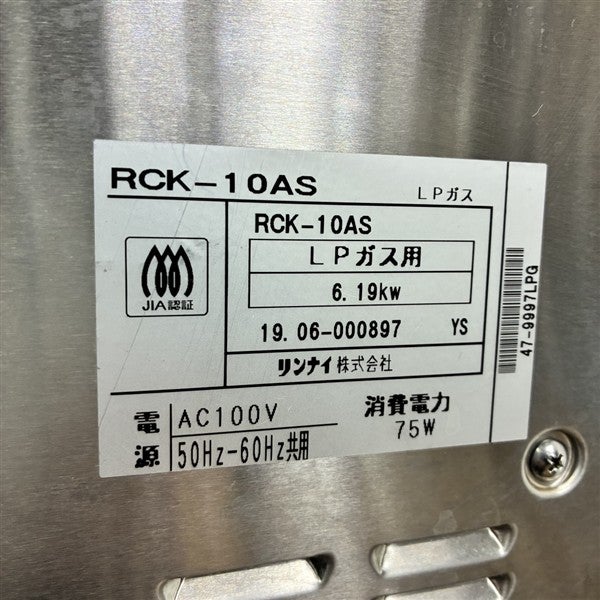 RCK-10AS
LPガス
JIA認証
RCK-10AS
LPガス用
6.19kw
19.06-000897 YS
リンナイ株式会社
電源
AC100V
50Hz-60Hz共用
消費電力
75W
47-9997LPG